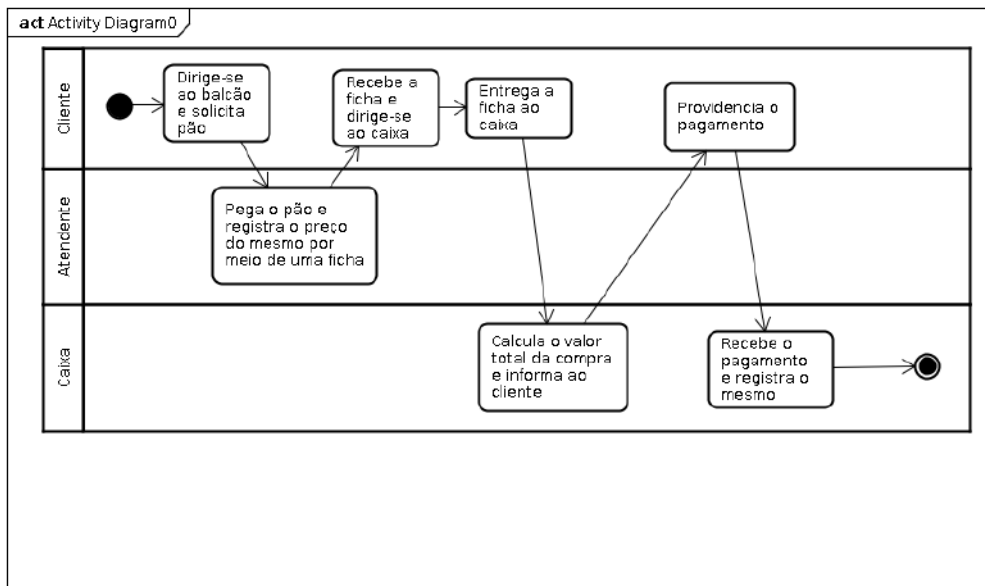 act Activity Diagram0
Cliente
Dirige-se
ao balcão
e solicita
pão
Recebe a
ficha e
dirige-se
ao caixa
Entrega a
ficha ao
caixa
Providencia o
pagamento
Atendente
Pega o pão e
registra o preço
do mesmo por
meio de uma ficha
Caixa
Calcula o valor
total da compra
e informa ao
cliente
Recebe o
pagamento
e registra o
mesmo